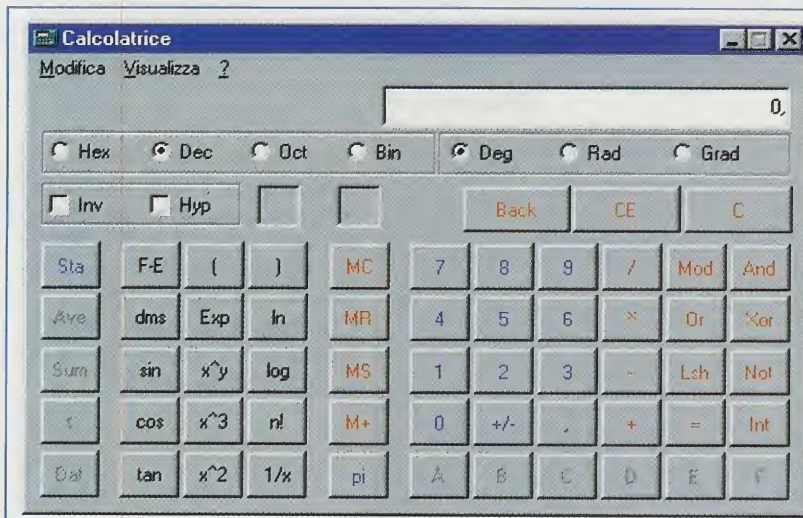 Calcolatrice
Modifica Visualizza ?
0,
Hex Dec Oct Bin Deg Rad Grad
Inv Hyp Back CE C
Sta F-E ( ) MC 7 8 9 / Mod And
Ave dms Exp ln MR 4 5 6 * Or Xor
Sum sin x^y log MS 1 2 3 - Lsh Not
s cos x^3 n! M+ 0 +/- , + = Int
Dat tan x^2 1/x pi A B C D E F